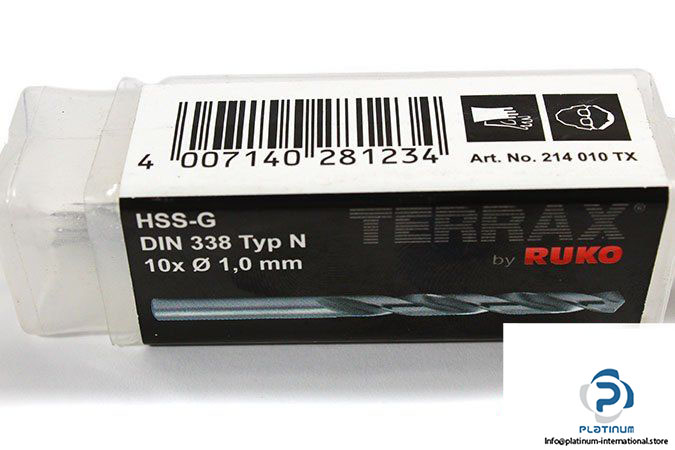 4 007140 281234
Art. No. 214 010 TX
HSS-G
DIN 338 Typ N
10x Ø 1,0 mm
TERRAX
by RUKO
PLATINUM
Info@platinum-international.store